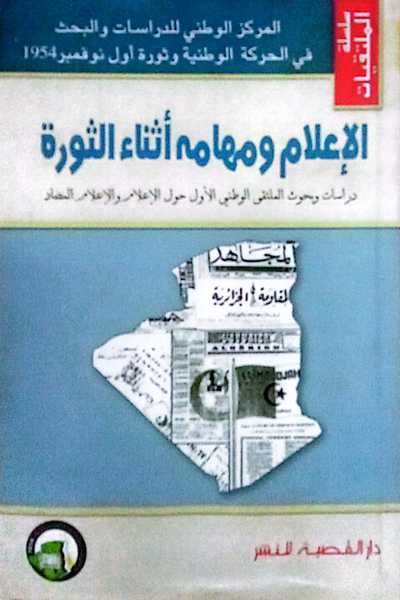 سلسلة
الملتقيات
المركز الوطني للدراسات والبحث
في الحركة الوطنية وثورة أول نوفمبر 1954
الإعلام ومهامه أثناء الثورة
دراسات وبحوث الملتقى الوطني الأول حول الإعلام والإعلام المضاد
المجاهد
المقاومة الجزائرية
دار القصبة للنشر